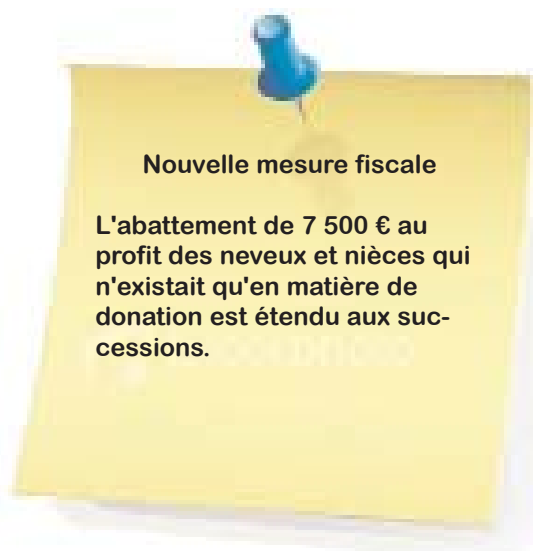 Nouvelle mesure fiscale
L'abattement de 7 500 € au
profit des neveux et nièces qui
n'existait qu'en matière de
donation est étendu aux suc-
cessions.